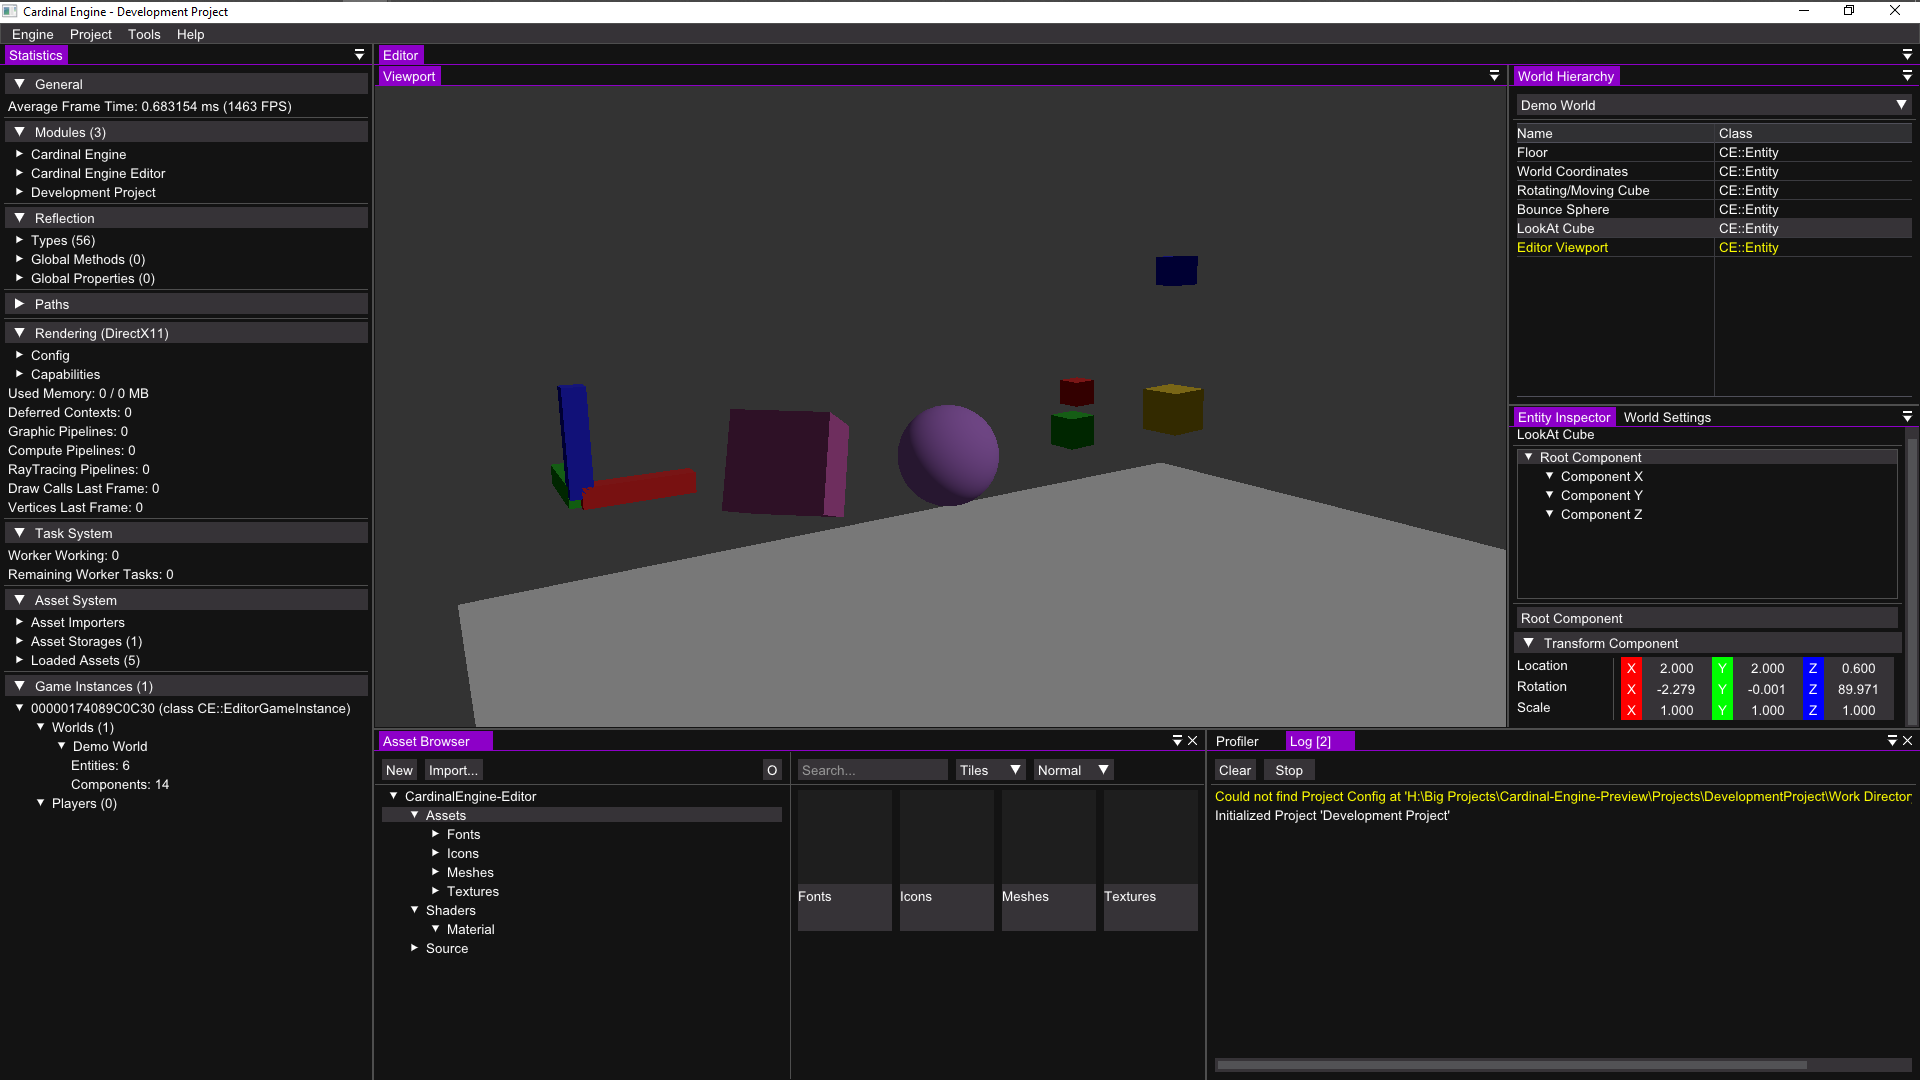 Cardinal Engine - Development Project
Engine Project Tools Help
Statistics
General
Average Frame Time: 0.683154 ms (1463 FPS)
Modules (3)
Cardinal Engine
Cardinal Engine Editor
Development Project
Reflection
Types (56)
Global Methods (0)
Global Properties (0)
Paths
Rendering (DirectX11)
Config
Capabilities
Used Memory: 0 / 0 MB
Deferred Contexts: 0
Graphic Pipelines: 0
Compute Pipelines: 0
RayTracing Pipelines: 0
Draw Calls Last Frame: 0
Vertices Last Frame: 0
Task System
Worker Working: 0
Remaining Worker Tasks: 0
Asset System
Asset Importers
Asset Storages (1)
Loaded Assets (5)
Game Instances (1)
00000174089C0C30 (class CE::EditorGameInstance)
Worlds (1)
Demo World
Entities: 6
Components: 14
Players (0)
Editor
Viewport
World Hierarchy
Demo World
Name Class
Floor CE::Entity
World Coordinates CE::Entity
Rotating/Moving Cube CE::Entity
Bounce Sphere CE::Entity
LookAt Cube CE::Entity
Editor Viewport CE::Entity
Entity Inspector World Settings
LookAt Cube
Root Component
Component X
Component Y
Component Z
Root Component
Transform Component
Location X 2.000 Y 2.000 Z 0.600
Rotation X -2.279 Y -0.001 Z 89.971
Scale X 1.000 Y 1.000 Z 1.000
Asset Browser
New Import... O
CardinalEngine-Editor
Assets
Fonts
Icons
Meshes
Textures
Shaders
Material
Source
Search... Tiles Normal
Fonts Icons Meshes Textures
Profiler Log [2]
Clear Stop
Could not find Project Config at 'H:\Big Projects\Cardinal-Engine-Preview\Projects\DevelopmentProject\Work Director
Initialized Project 'Development Project'